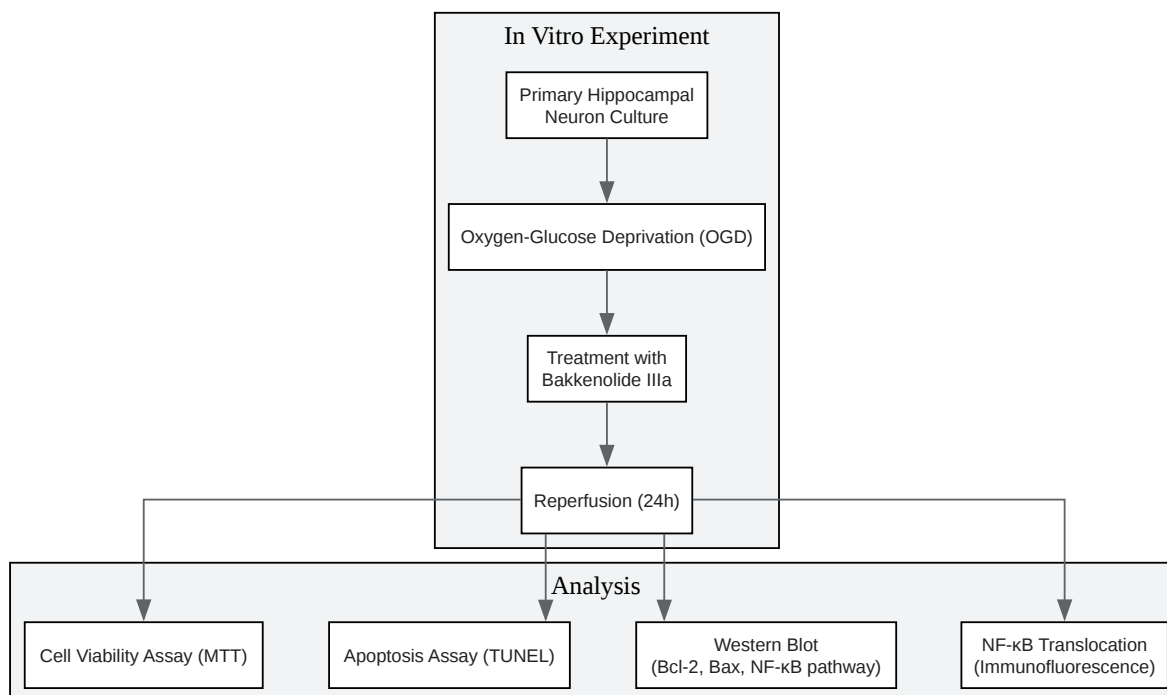 In Vitro Experiment
Primary Hippocampal
Neuron Culture
Oxygen-Glucose Deprivation (OGD)
Treatment with
Bakkenolide IIIa
Reperfusion (24h)
Analysis
Cell Viability Assay (MTT)
Apoptosis Assay (TUNEL)
Western Blot
(Bcl-2, Bax, NF-κB pathway)
NF-κB Translocation
(Immunofluorescence)